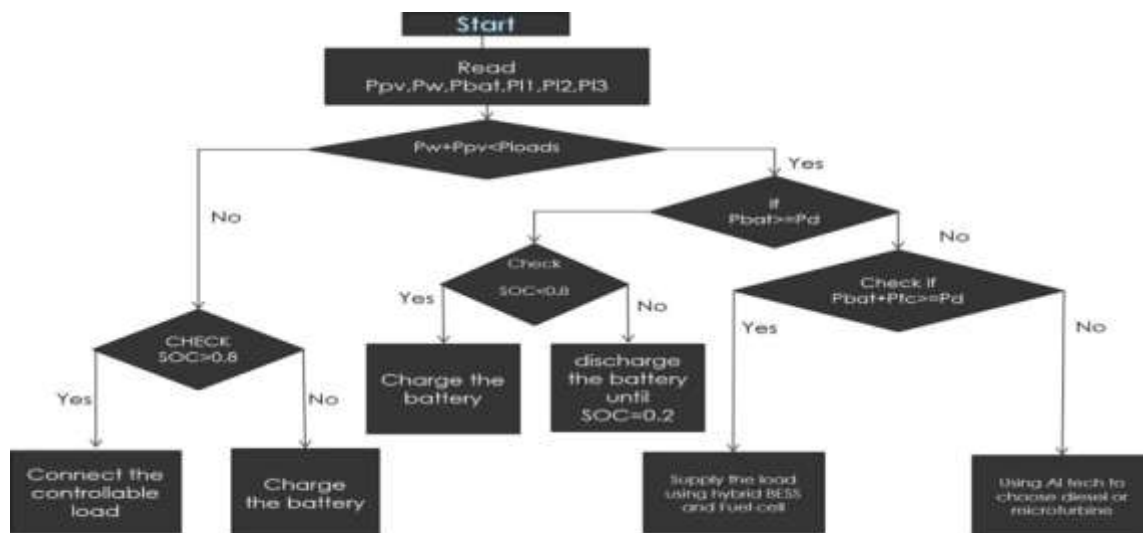 Start
Read
Ppv,Pw,Pbat,Pl1,Pl2,Pl3
Pw+Ppv<Ploads
Yes
No
If
Pbat>=Pd
No
Check
SOC<0.8
Yes
No
Check if
Pbat+Pfc>=Pd
Yes
No
CHECK
SOC>0.8
Yes
No
Charge the
battery
discharge
the battery
until
SOC=0.2
Connect the
controllable
load
Charge
the battery
Supply the load
using hybrid BESS
and Fuel-cell
Using AI tech to
choose diesel or
microturbine